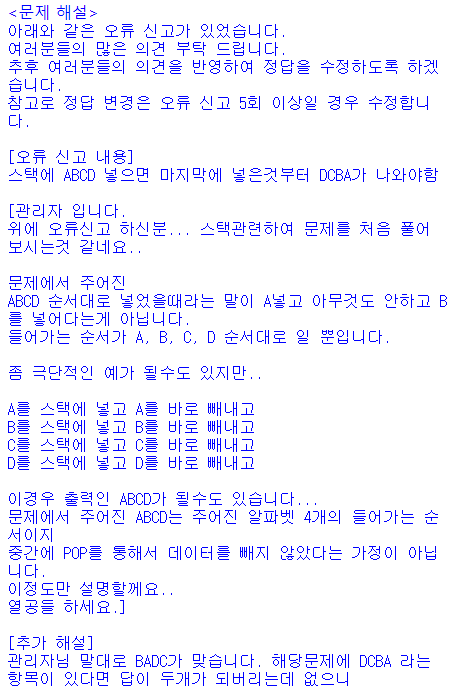 <문제 해설>
아래와 같은 오류 신고가 있었습니다.
여러분들의 많은 의견 부탁 드립니다.
추후 여러분들의 의견을 반영하여 정답을 수정하도록 하겠
습니다.
참고로 정답 변경은 오류 신고 5회 이상일 경우 수정합니
다.
[오류 신고 내용]
스택에 ABCD 넣으면 마지막에 넣은것부터 DCBA가 나와야함
[관리자 입니다.
위에 오류신고 하신분... 스택관련하여 문제를 처음 풀어
보시는것 같네요..
문제에서 주어진
ABCD 순서대로 넣었을때라는 말이 A넣고 아무것도 안하고 B
를 넣어다는게 아닙니다.
들어가는 순서가 A, B, C, D 순서대로 일 뿐입니다.
좀 극단적인 예가 될수도 있지만..
A를 스택에 넣고 A를 바로 빼내고
B를 스택에 넣고 B를 바로 빼내고
C를 스택에 넣고 C를 바로 빼내고
D를 스택에 넣고 D를 바로 빼내고
이경우 출력인 ABCD가 될수도 있습니다...
문제에서 주어진 ABCD는 주어진 알파벳 4개의 들어가는 순
서이지
중간에 POP를 통해서 데이터를 빼지 않았다는 가정이 아닙
니다.
이정도만 설명할께요..
열공들 하세요.]
[추가 해설]
관리자님 말대로 BADC가 맞습니다. 해당문제에 DCBA 라는
항목이 있다면 답이 두개가 되버리는데 없으니